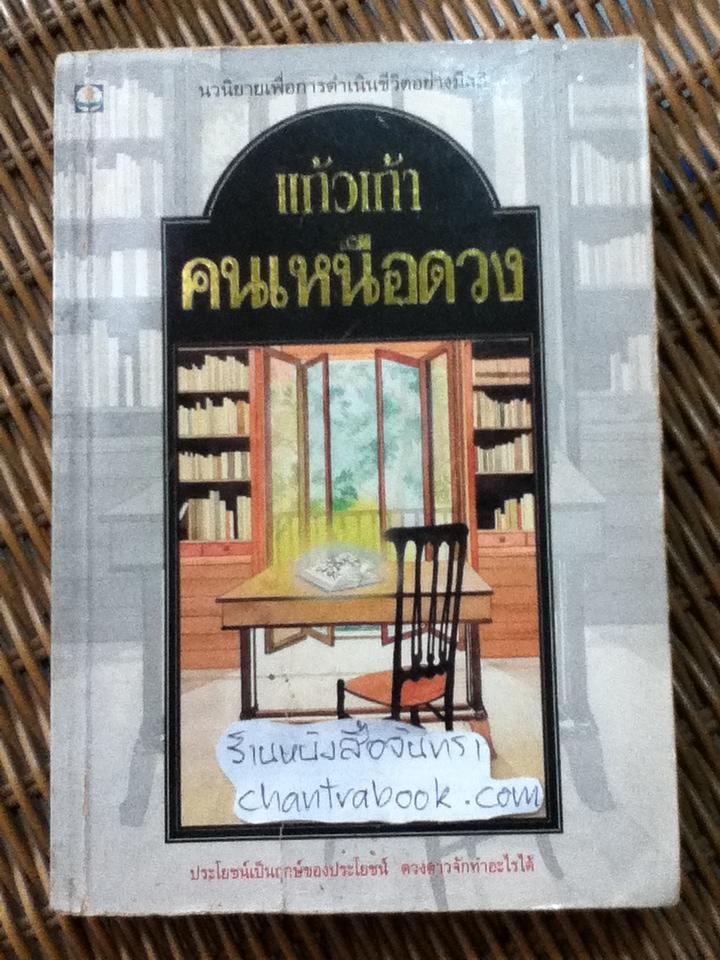 นวนิยายเพื่อการดำเนินชีวิตอย่างมีสติ
แก้วเก้า
คนเหนือดวง
ร้านหนังสือจันทรา
chantrabook.com
ประโยชน์เป็นฤกษ์ของประโยชน์ ดวงดาวจักทำอะไรได้